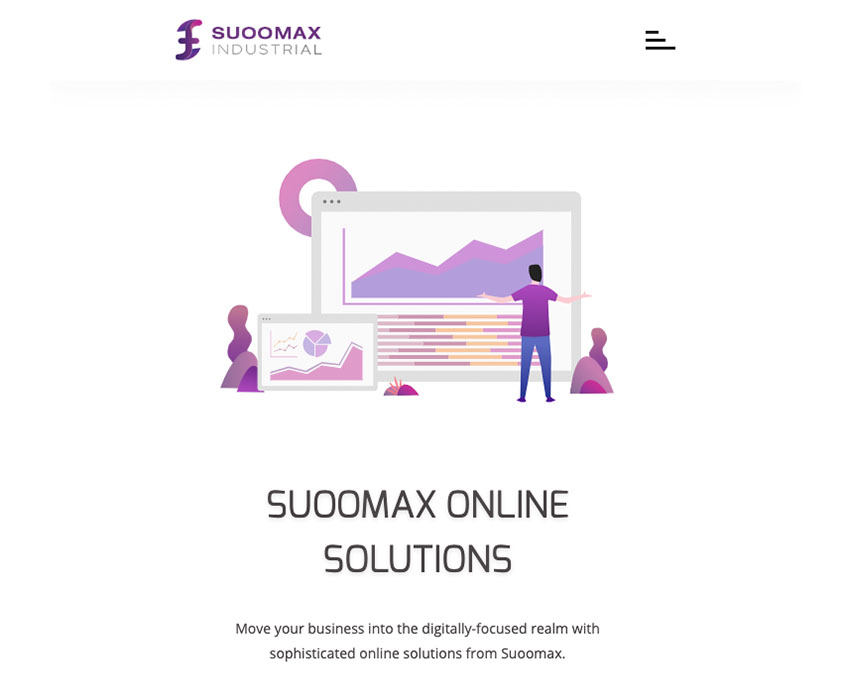 SUOOMAX
INDUSTRIAL
SUOOMAX ONLINE
SOLUTIONS
Move your business into the digitally-focused realm with
sophisticated online solutions from Suoomax.